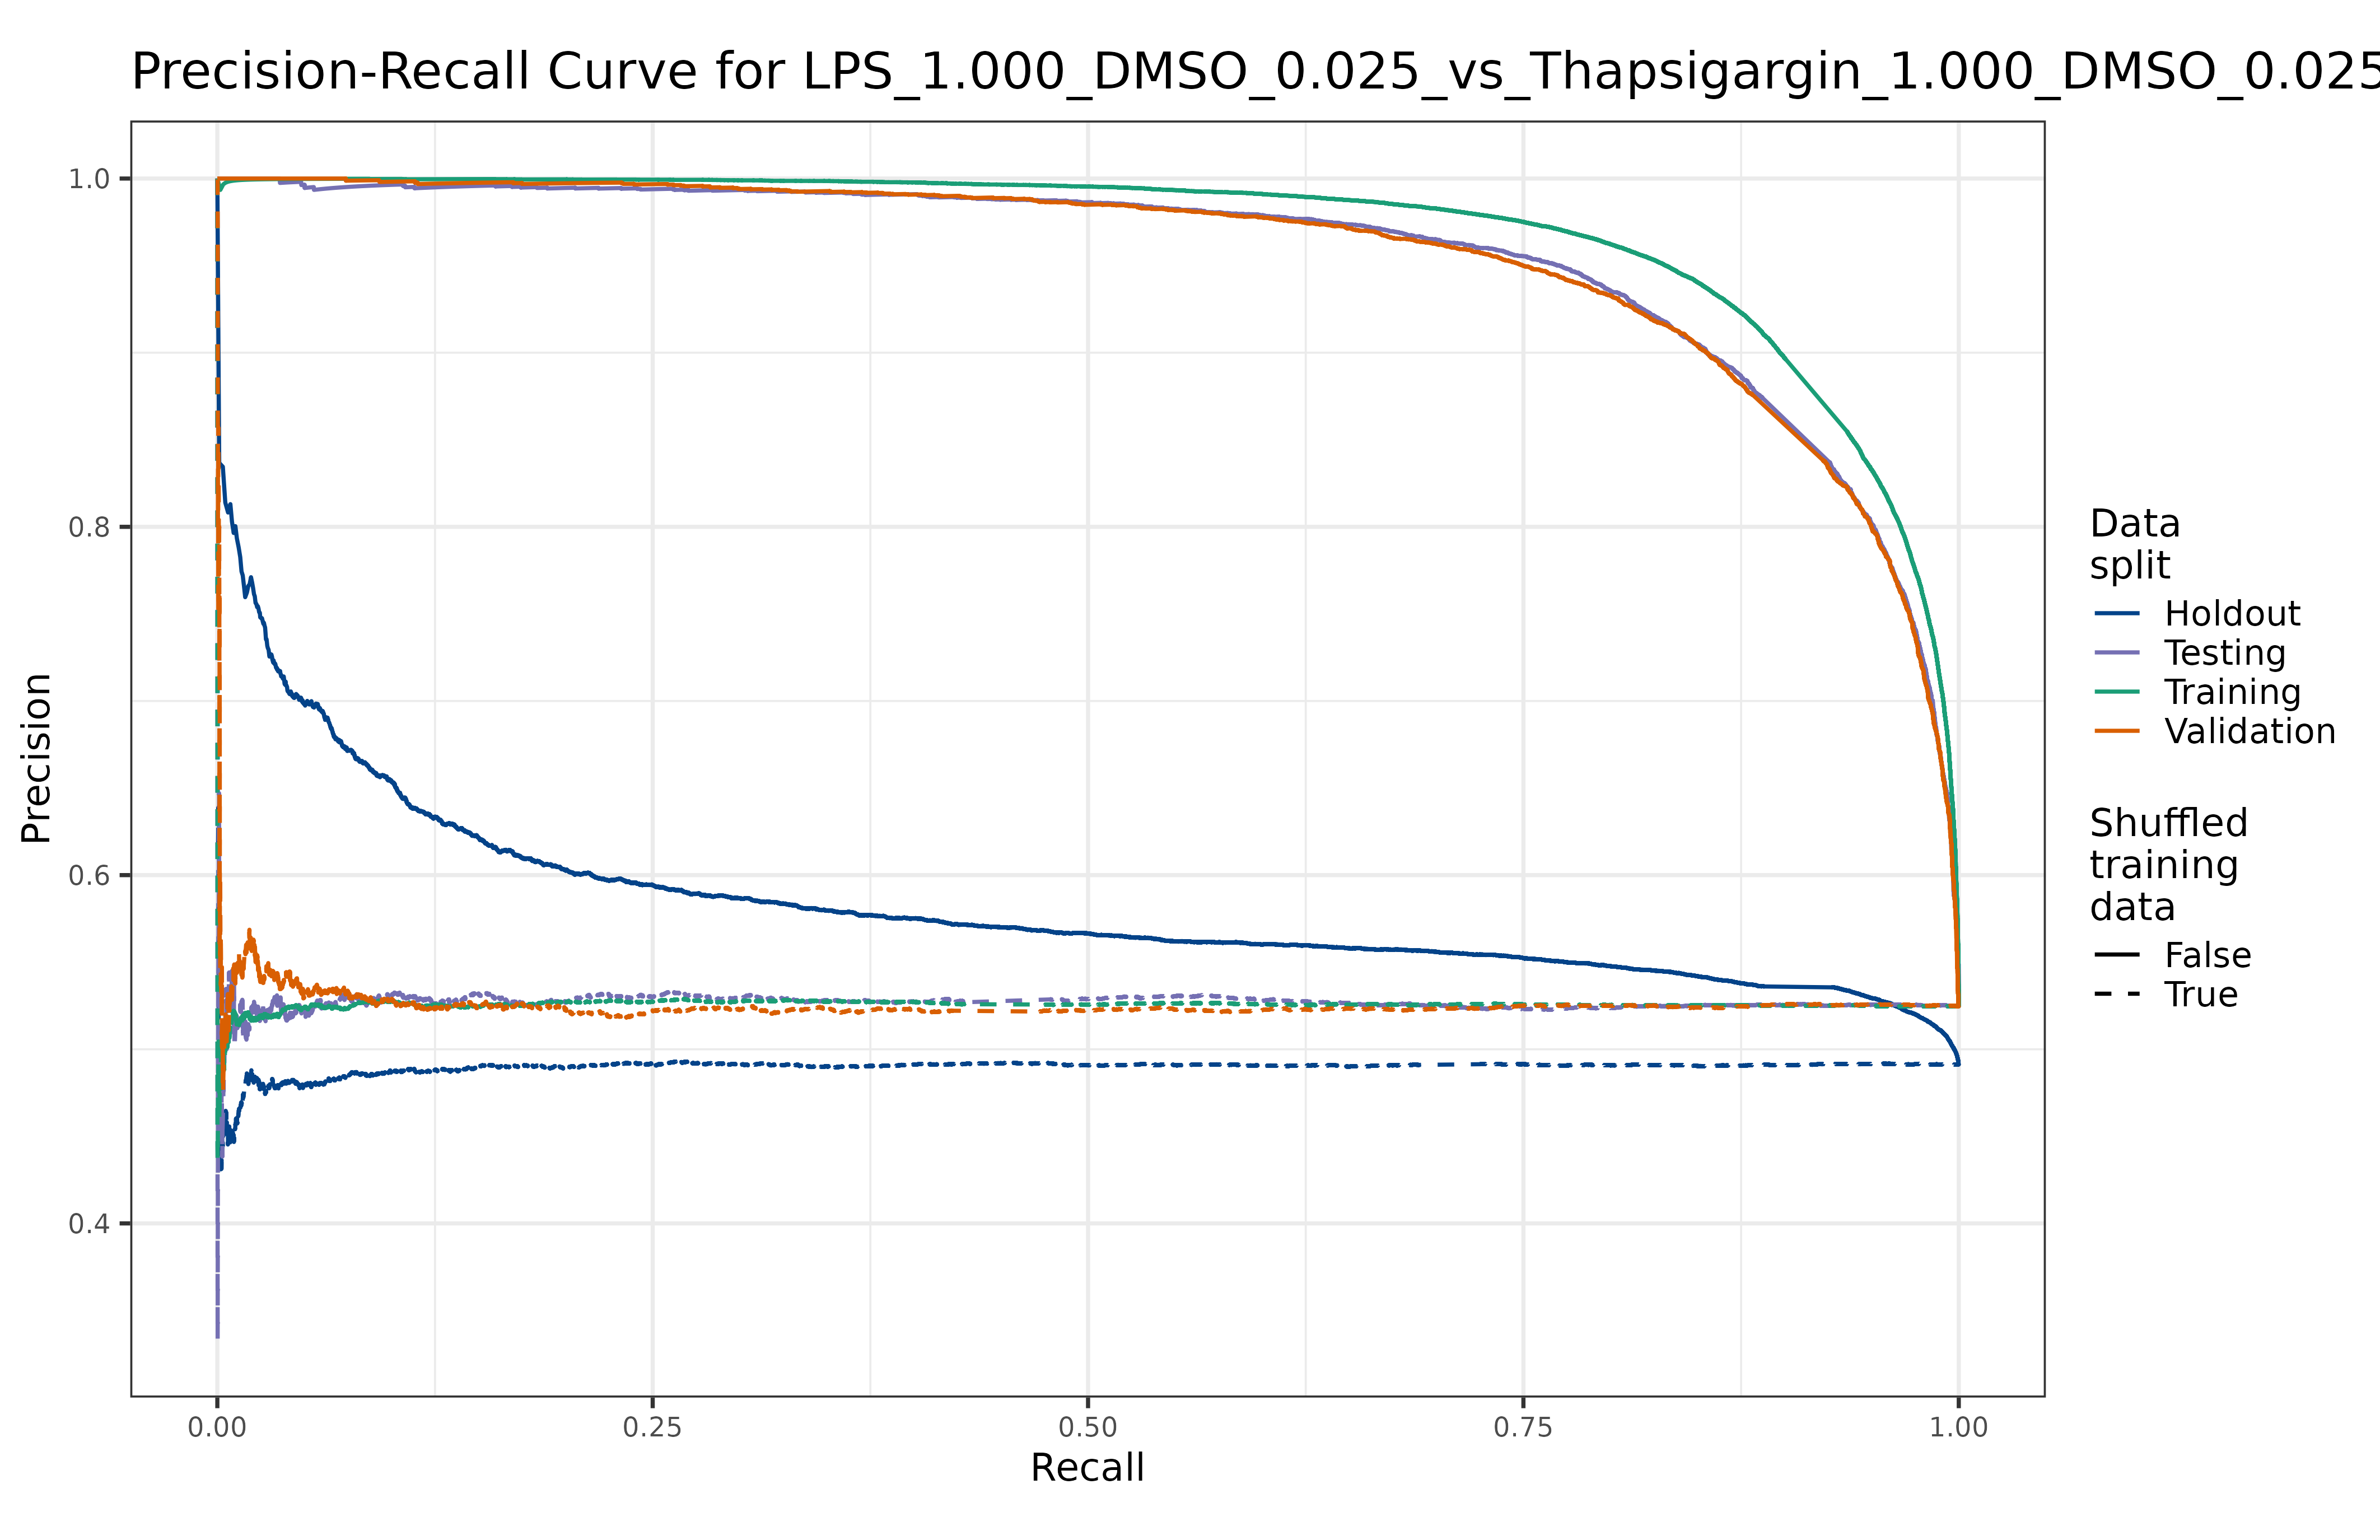 Precision-Recall Curve for LPS_1.000_DMSO_0.025_vs_Thapsigargin_1.000_DMSO_0.025
1.0
0.8
0.6
0.4
Precision
0.00
0.25
0.50
0.75
1.00
Recall
Data
split
Holdout
Testing
Training
Validation
Shuffled
training
data
False
True